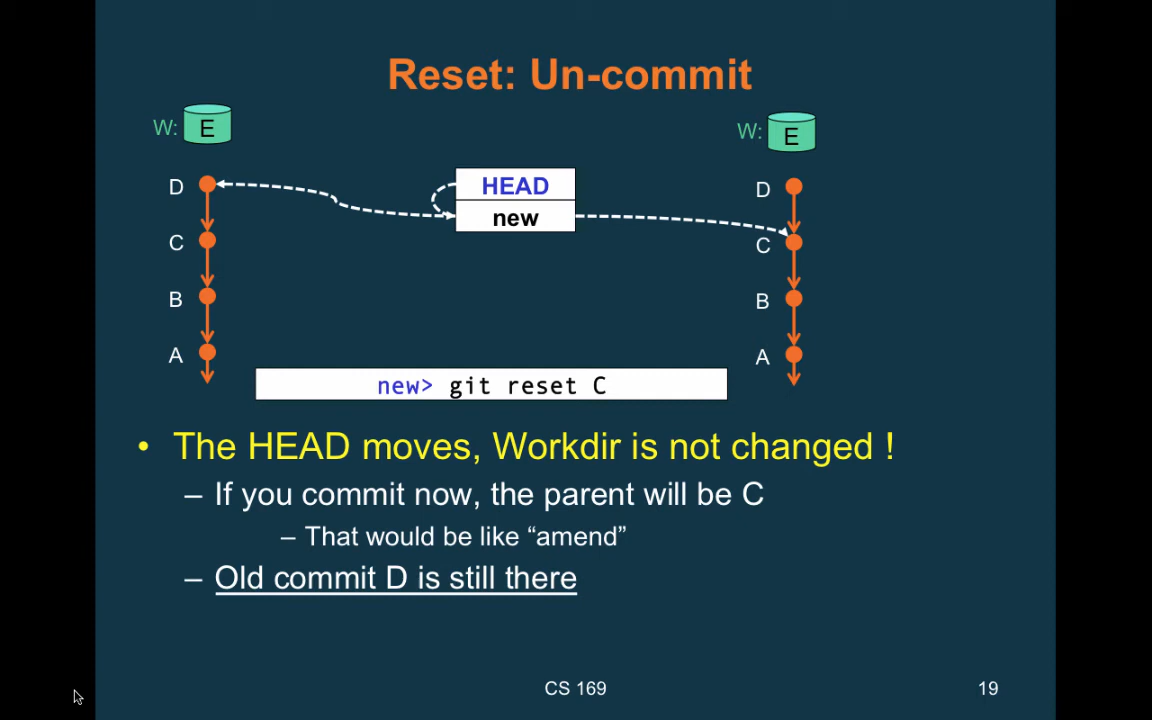 Reset: Un-commit
W: E
D
C
B
A
HEAD
new
W: E
D
C
B
A
new> git reset C
• The HEAD moves, Workdir is not changed !
– If you commit now, the parent will be C
– That would be like “amend”
– Old commit D is still there
CS 169
19